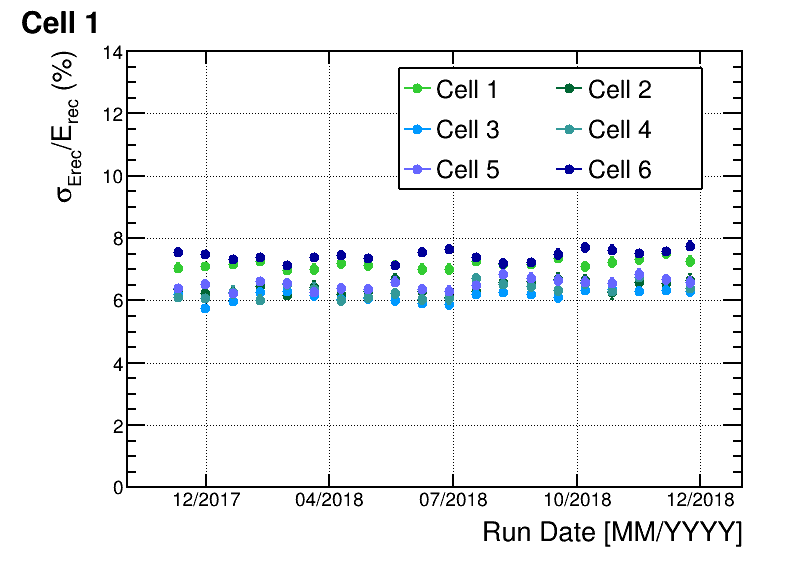 Cell 1
σErec/Erec (%)
14
12
10
8
6
4
2
0
Cell 1 Cell 2
Cell 3 Cell 4
Cell 5 Cell 6
12/2017 04/2018 07/2018 10/2018 12/2018
Run Date [MM/YYYY]